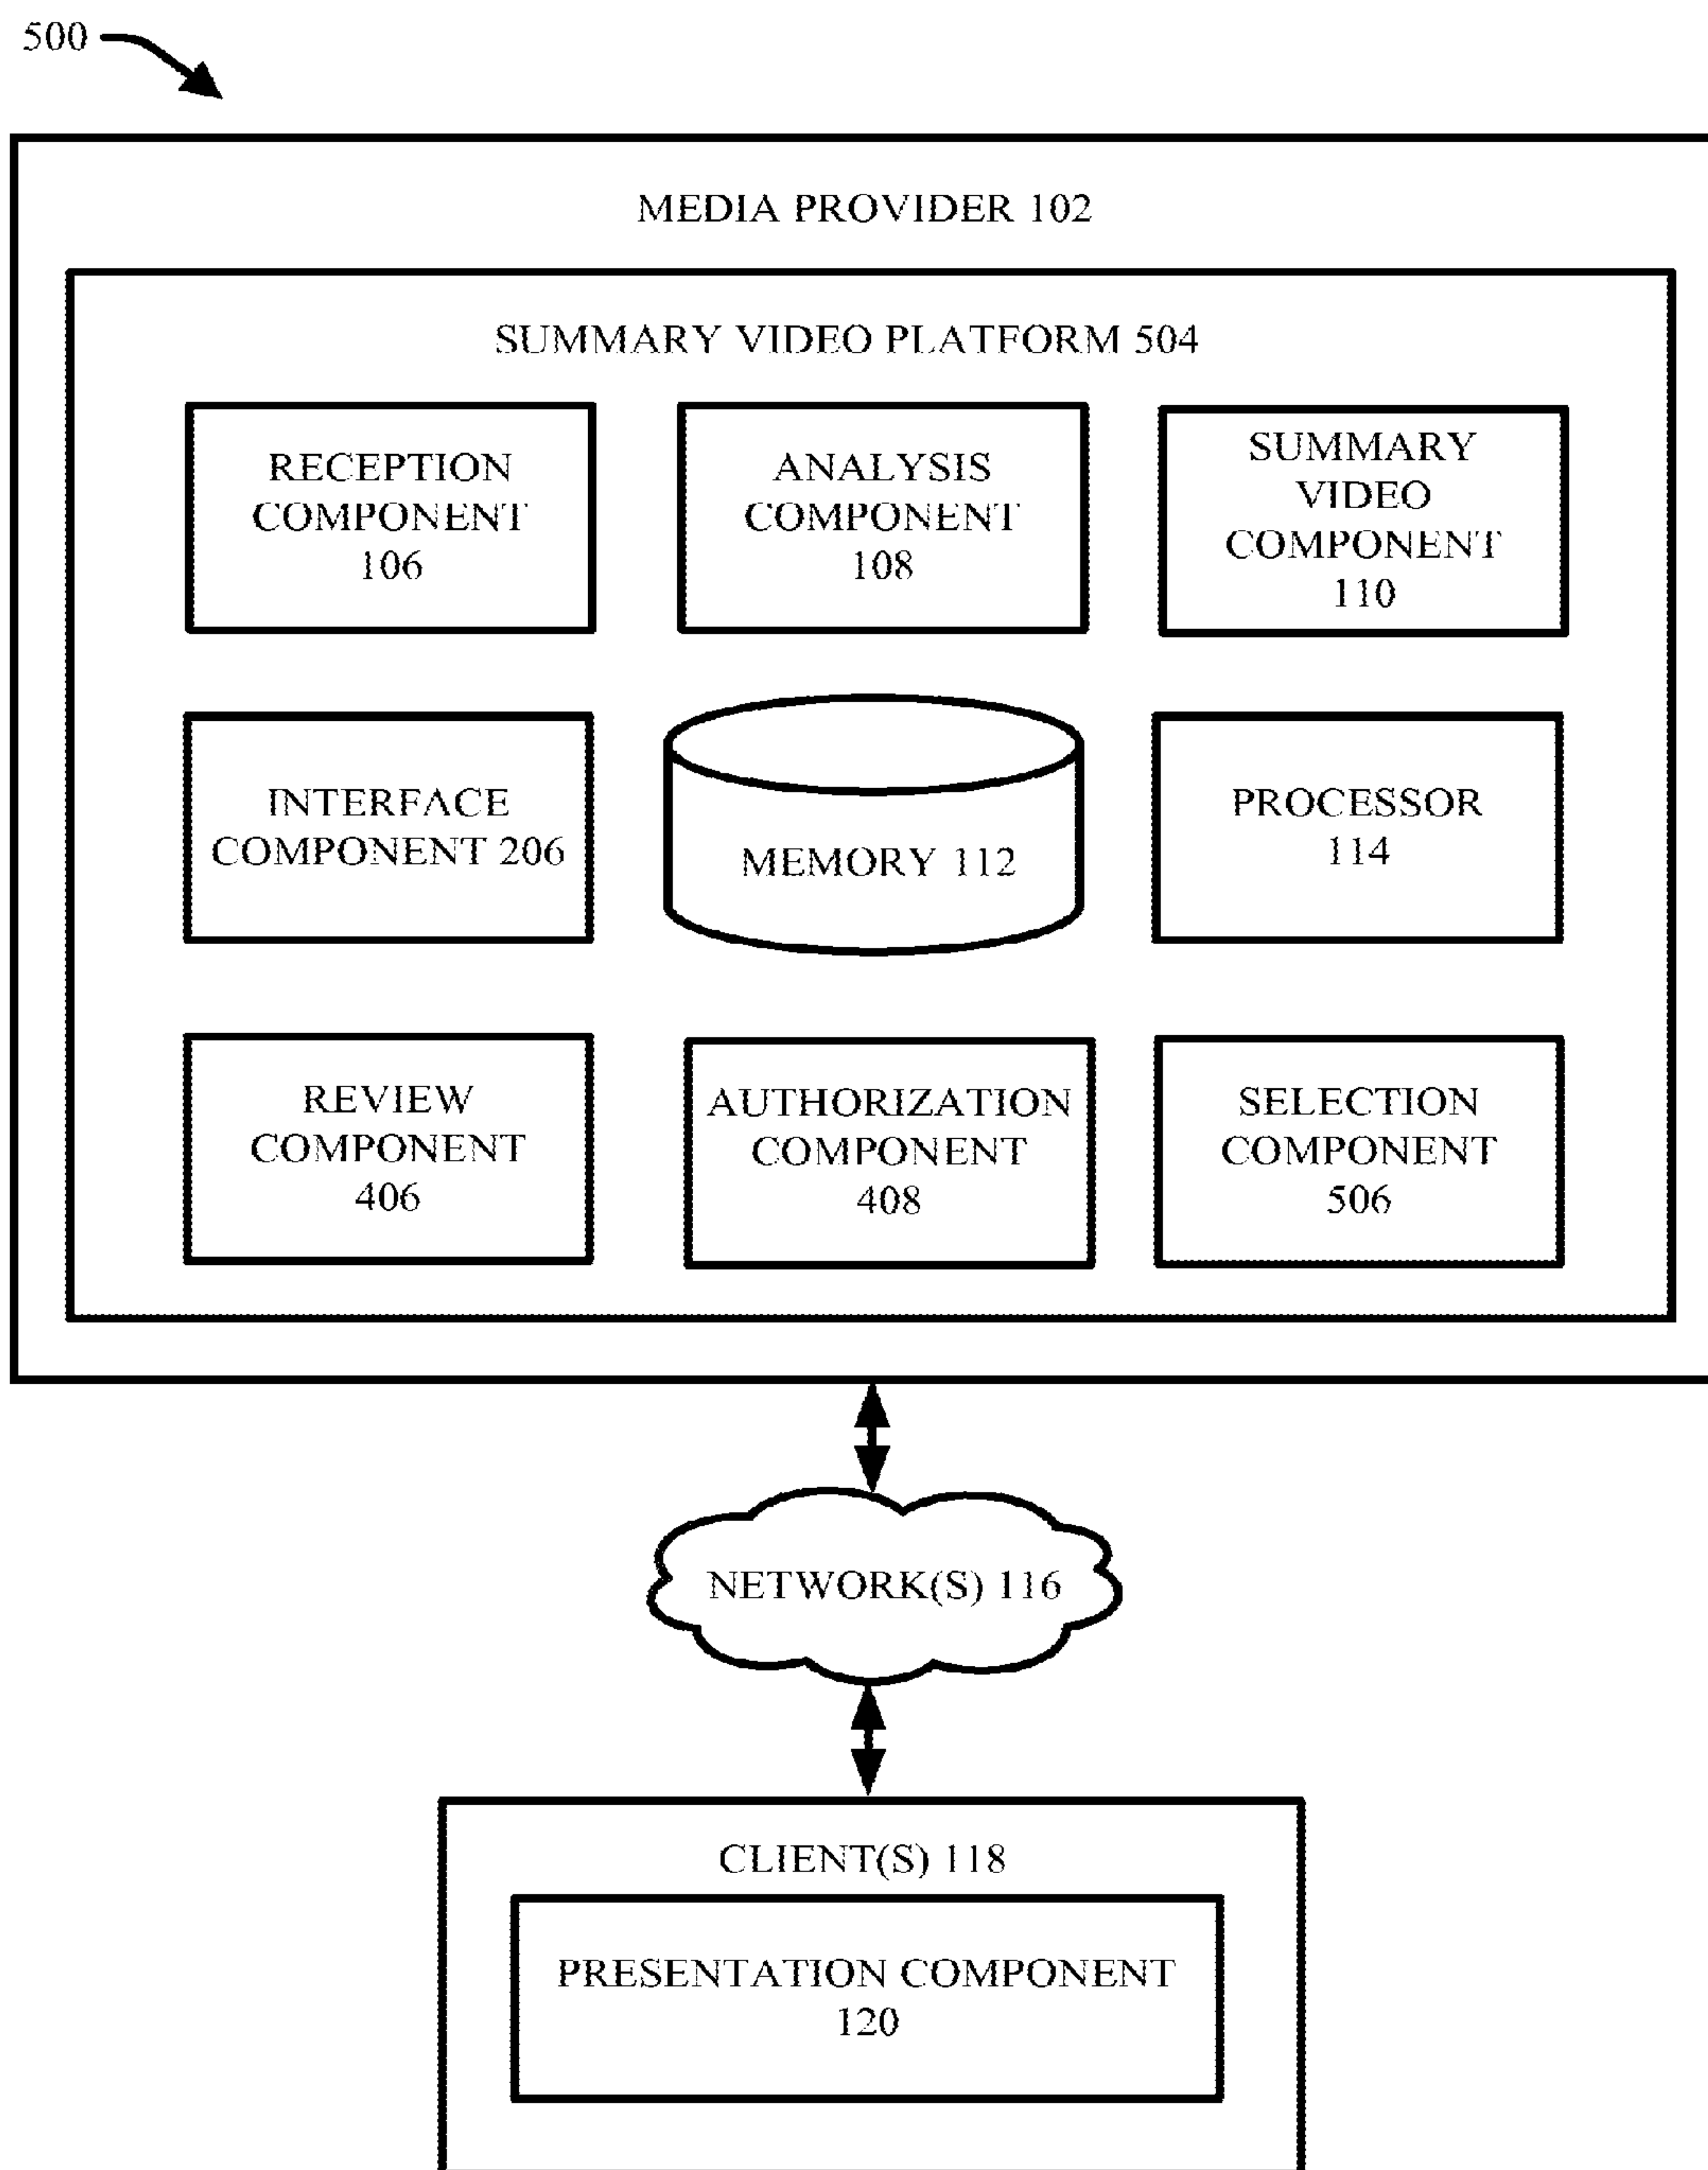 500
MEDIA PROVIDER 102
SUMMARY VIDEO PLATFORM 504
RECEPTION
COMPONENT
106
ANALYSIS
COMPONENT
108
SUMMARY
VIDEO
COMPONENT
110
INTERFACE
COMPONENT 206
MEMORY 112
PROCESSOR
114
REVIEW
COMPONENT
406
AUTHORIZATION
COMPONENT
408
SELECTION
COMPONENT
506
NETWORK(S) 116
CLIENT(S) 118
PRESENTATION COMPONENT
120